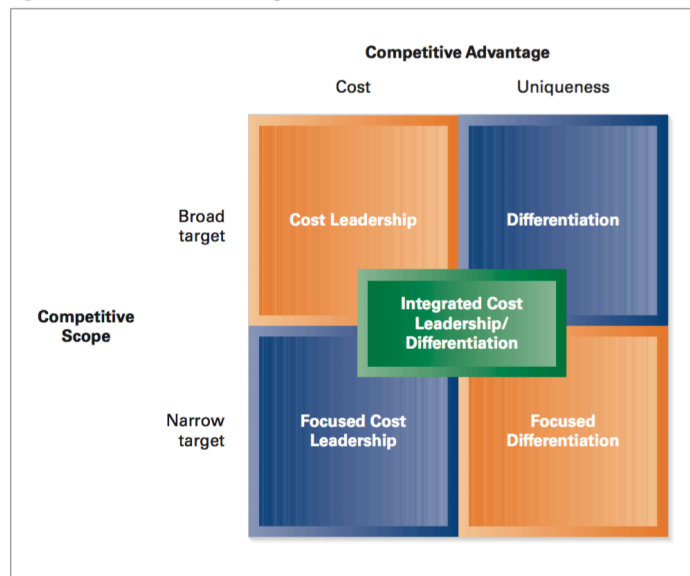 Competitive Advantage
Cost
Uniqueness
Broad
target
Cost Leadership
Differentiation
Competitive
Scope
Integrated Cost
Leadership/
Differentiation
Narrow
target
Focused Cost
Leadership
Focused
Differentiation